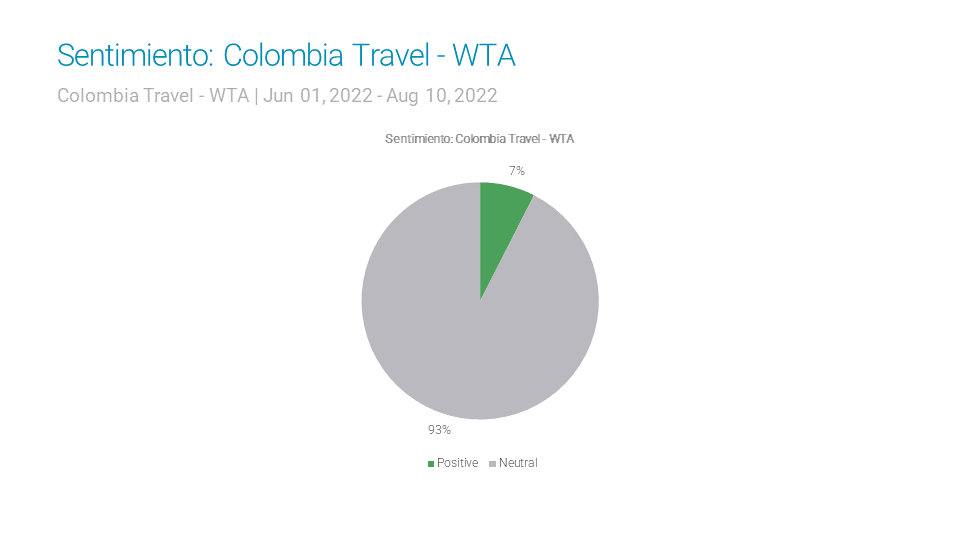 Sentimiento: Colombia Travel - WTA
Colombia Travel - WTA | Jun 01, 2022 - Aug 10, 2022
Sentimiento: Colombia Travel - WTA
7%
93%
Positive Neutral